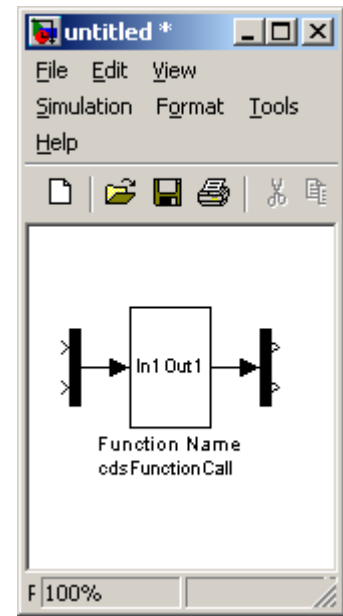 untitled *
File Edit View
Simulation Format Tools
Help
In1 Out1
Function Name
cdsFunctionCall
F 100%